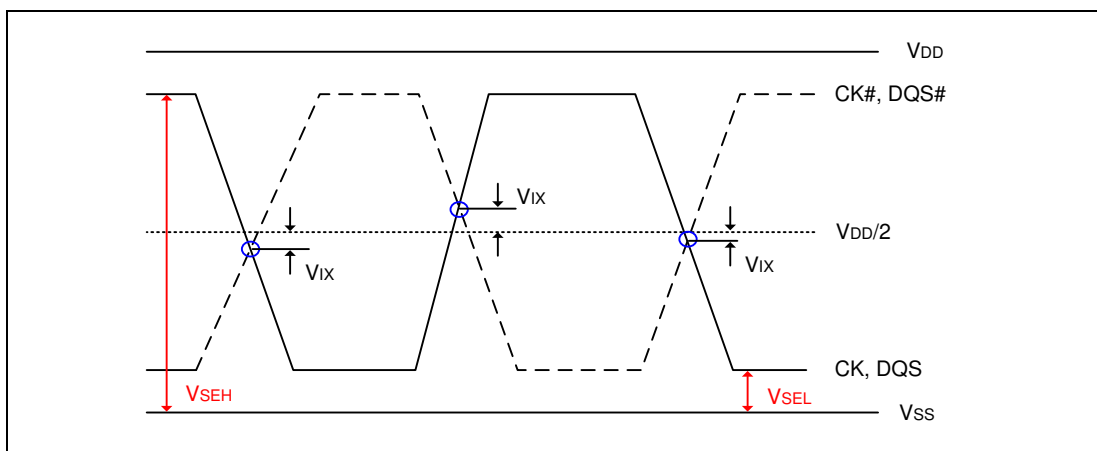 VDD
CK#, DQS#
VIX
VDD/2
VIX
VIX
CK, DQS
VSEH
VSEL
VSS